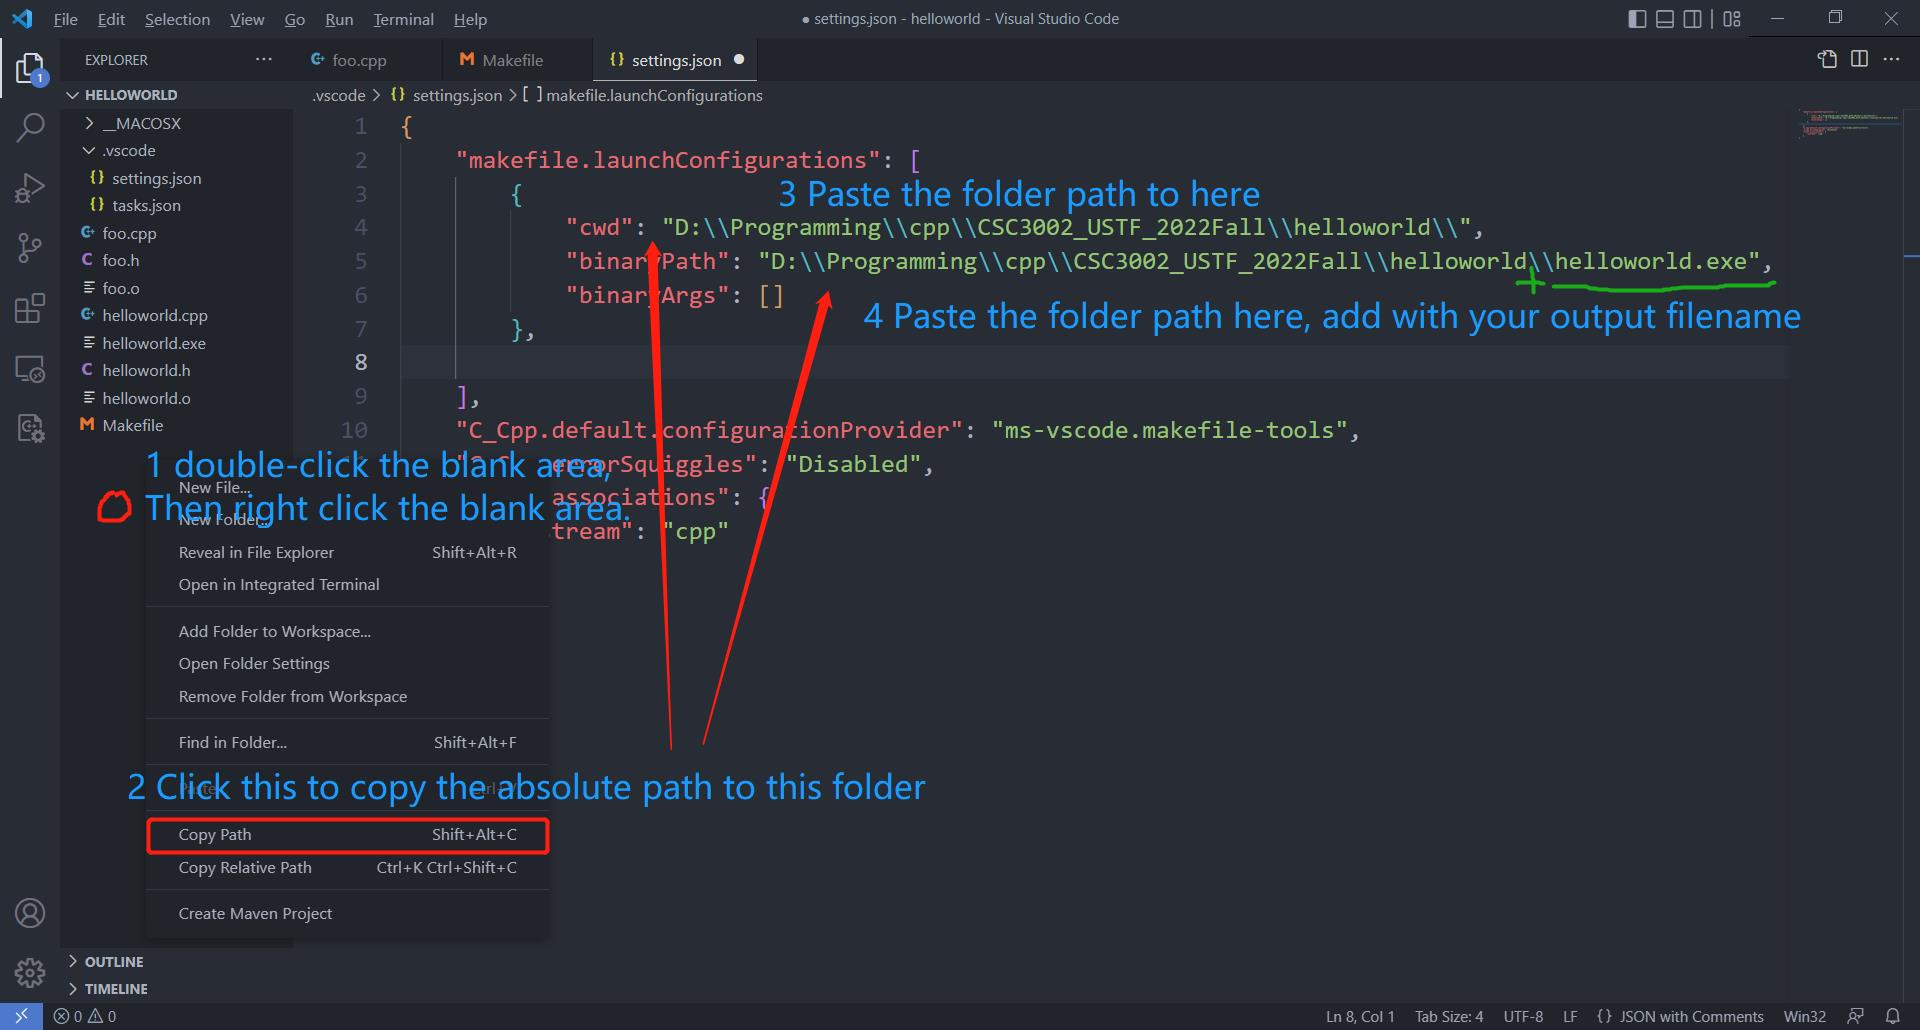 File Edit Selection View Go Run Terminal Help
● settings.json - helloworld - Visual Studio Code
EXPLORER ···
foo.cpp
Makefile
{} settings.json ●
1
HELLOWORLD
.vscode > {} settings.json > [ ] makefile.launchConfigurations
__MACOSX
.vscode
{} settings.json
{} tasks.json
foo.cpp
C foo.h
foo.o
helloworld.cpp
helloworld.exe
C helloworld.h
helloworld.o
M Makefile
1 {
2 "makefile.launchConfigurations": [
3 {
3 Paste the folder path to here
4 "cwd": "D:\\Programming\\cpp\\CSC3002_USTF_2022Fall\\helloworld\\",
5 "binaryPath": "D:\\Programming\\cpp\\CSC3002_USTF_2022Fall\\helloworld\\helloworld.exe",
+
6 "binaryArgs": []
4 Paste the folder path here, add with your output filename
7 },
8
9 ],
10 "C_Cpp.default.configurationProvider": "ms-vscode.makefile-tools",
errorSquiggles": "Disabled",
associations": {
tream": "cpp"
1 double-click the blank area,
Then right click the blank area.
New File...
New Folder...
Reveal in File Explorer Shift+Alt+R
Open in Integrated Terminal
Add Folder to Workspace...
Open Folder Settings
Remove Folder from Workspace
Find in Folder... Shift+Alt+F
2 Click this to copy the absolute path to this folder
Copy Path Shift+Alt+C
Copy Relative Path Ctrl+K Ctrl+Shift+C
Create Maven Project
OUTLINE
TIMELINE
0 0
Ln 8, Col 1 Tab Size: 4 UTF-8 LF {} JSON with Comments Win32